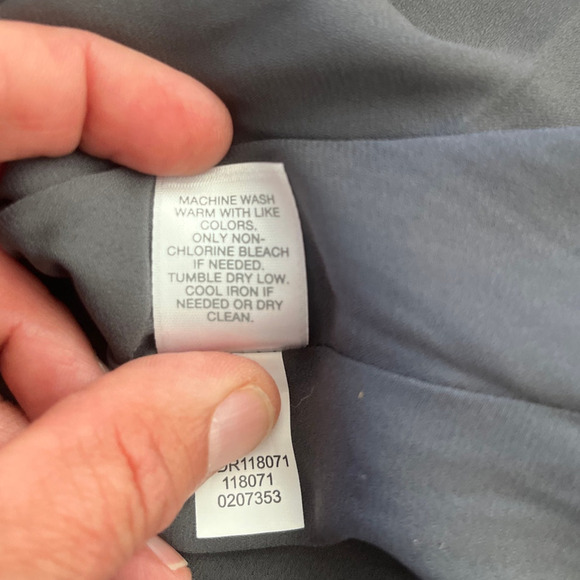 MACHINE WASH
WARM WITH LIKE
COLORS.
ONLY NON-
CHLORINE BLEACH
IF NEEDED.
TUMBLE DRY LOW.
COOL IRON IF
NEEDED OR DRY
CLEAN.
118071
0207353